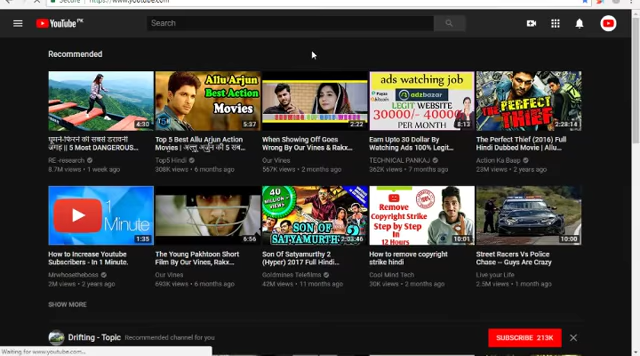 Secure https://www.youtube.com
YouTube PK
Search
Recommended
4:30
Allu Arjun
Best Action
Movies
5:37
2:22
ads watching job
adzbazar
LEGIT WEBSITE
30000/- 40000/-
PER MONTH
8:13
THE PERFECT
THIEF
2:28:14
5 Most DANGEROUS...
RE-research
8.7M views • 1 week ago
Top 5 Best Allu Arjun Action
Top5 Hindi
308K views • 6 months ago
When Showing Off Goes
Wrong By Our Vines & Rakx...
Our Vines
567K views • 2 months ago
Earn Upto 30 Dollar By
Watching Ads 100% Legit...
TECHNICAL PANKAJ
362K views • 7 months ago
The Perfect Thief (2016) Full
Hindi Dubbed Movie | Allu...
Action Ka Baap
23M views • 2 years ago
1
Minute
1:35
6:56
40
MILLION+
VIEWS
SON OF
SATYAMURTHY 2
2:03:46
Remove
Copyright Strike
Step by Step
in
12 Hours
10:01
10:00
How to Increase Youtube
Subscribers - In 1 Minute.
Mrwhosetheboss
2M views • 2 years ago
The Young Pakhtoon Short
Film By Our Vines, Rakx...
Our Vines
693K views • 6 months ago
Son Of Satyamurthy 2
(Hyper) 2017 Full Hindi...
Goldmines Telefilms
42M views • 11 months ago
How to remove copyright
strike hindi
Cool Mind Tech
30K views • 2 months ago
Street Racers Vs Police
Chase -- Guys Are Crazy
Live your Life
2.5M views • 1 month ago
SHOW MORE
Drifting - Topic Recommended channel for you
SUBSCRIBE 213K
Waiting for www.youtube.com...